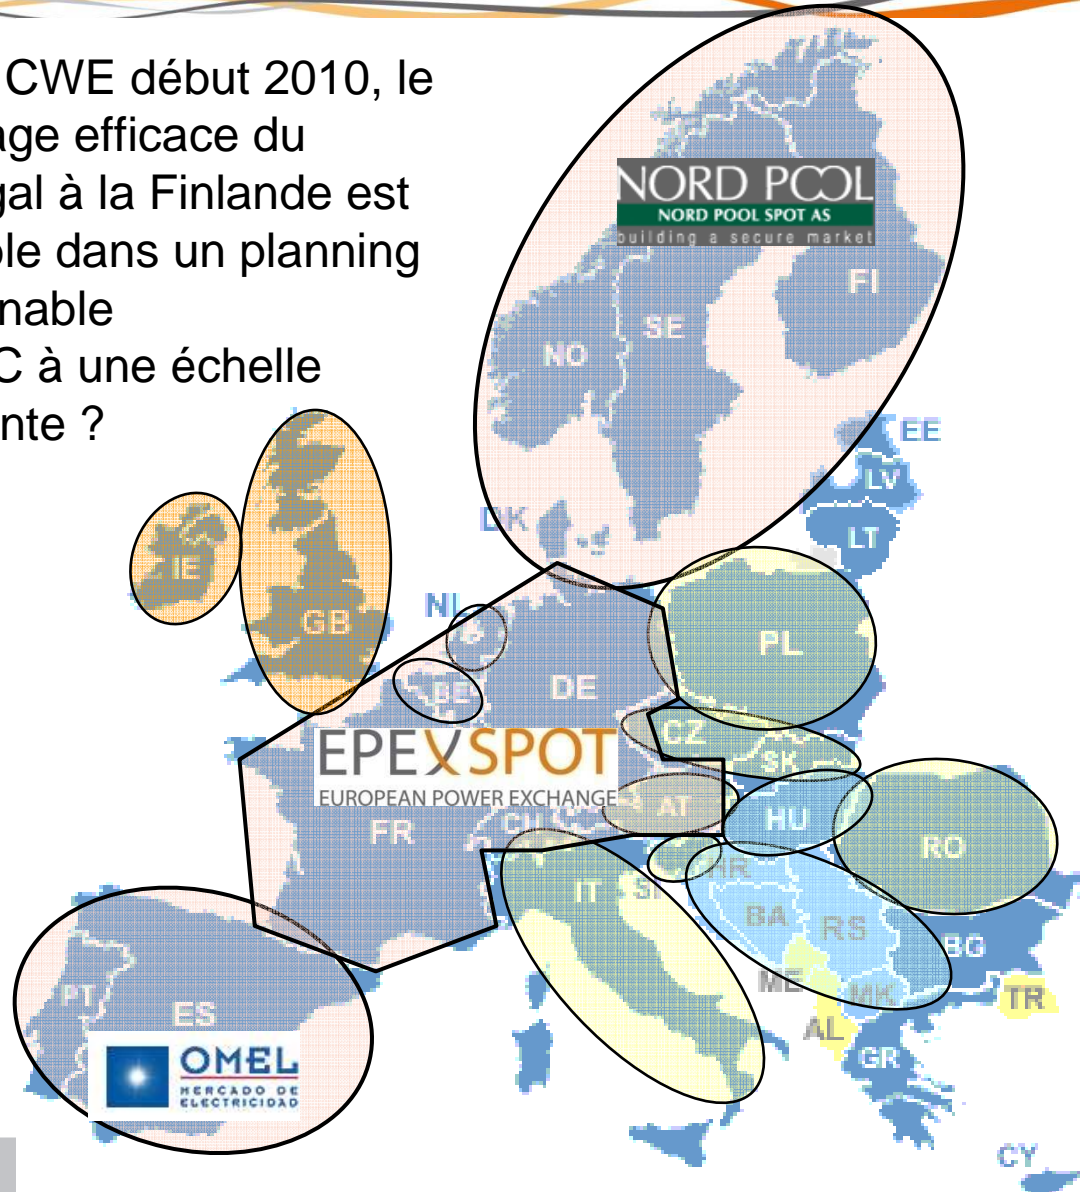 CWE début 2010, le
age efficace du
gal à la Finlande est
ole dans un planning
nable
C à une échelle
nte ?
NORD POOL
NORD POOL SPOT AS
building a secure market
FI
SE
NO
EE
LV
LT
DK
IE
GB
NL
PL
BE
DE
CZ
SK
EPEXSPOT
EUROPEAN POWER EXCHANGE
AT
CH
FR
HU
RO
IT
SI
HR
BA
RS
BG
ME
MK
TR
AL
GR
PT
ES
OMEL
MERCADO DE
ELECTRICIDAD
CY